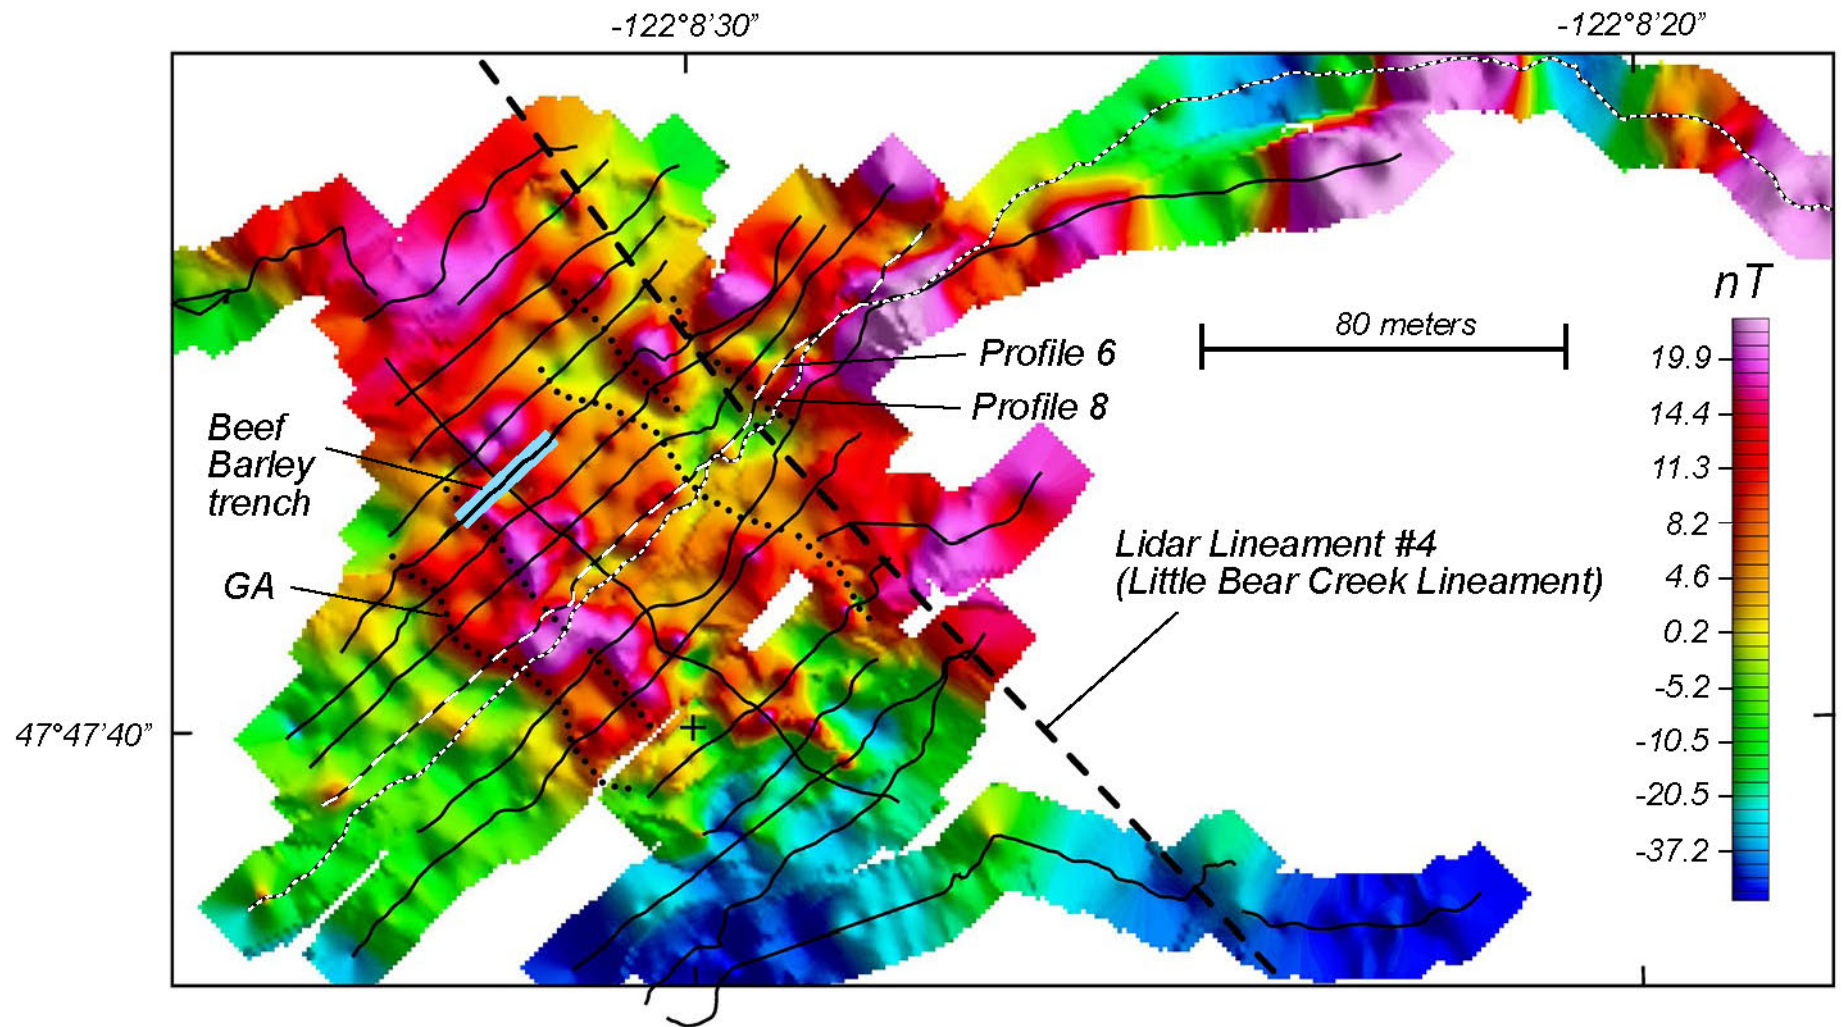 -122°8'30"
-122°8'20"
nT
80 meters
Profile 6
19.9
Profile 8
14.4
Beef
Barley
trench
11.3
8.2
Lidar Lineament #4
(Little Bear Creek Lineament)
4.6
GA
0.2
-5.2
47°47'40"
-10.5
-20.5
-37.2